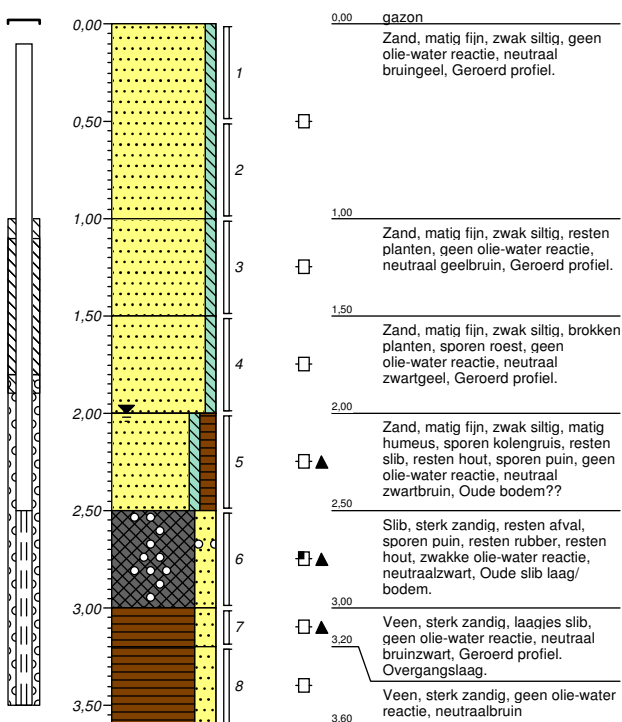 0,00
0,50
1,00
1,50
2,00
2,50
3,00
3,50
1
2
3
4
5
6
7
8
0,00
gazon
Zand, matig fijn, zwak siltig, geen
olie-water reactie, neutraal
bruingeel, Geroerd profiel.
1,00
Zand, matig fijn, zwak siltig, resten
planten, geen olie-water reactie,
neutraal geelbruin, Geroerd profiel.
1,50
Zand, matig fijn, zwak siltig, brokken
planten, sporen roest, geen
olie-water reactie, neutraal
zwartgeel, Geroerd profiel.
2,00
Zand, matig fijn, zwak siltig, matig
humeus, sporen kolengruis, resten
slib, resten hout, sporen puin, geen
olie-water reactie, neutraal
zwartbruin, Oude bodem??
2,50
Slib, sterk zandig, resten afval,
sporen puin, resten rubber, resten
hout, zwakke olie-water reactie,
neutraalzwart, Oude slib laag/
bodem.
3,00
Veen, sterk zandig, laagjes slib,
geen olie-water reactie, neutraal
bruinzwart, Geroerd profiel.
Overgangslaag.
3,20
Veen, sterk zandig, geen olie-water
reactie, neutraalbruin
3,60